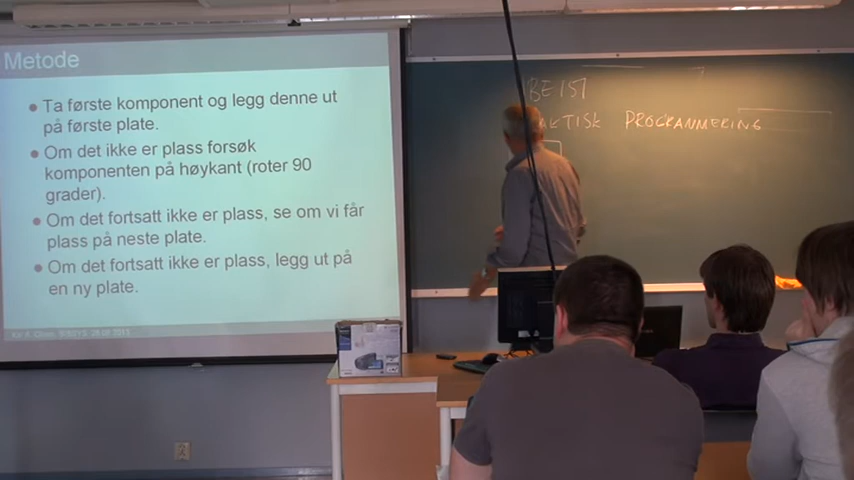 Metode
Ta første komponent og legg denne ut
på første plate.
Om det ikke er plass forsøk
komponenten på høykant (roter 90
grader).
Om det fortsatt ikke er plass, se om vi får
plass på neste plate.
Om det fortsatt ikke er plass, legg ut på
en ny plate.
BEIST
PROGRAMMERING